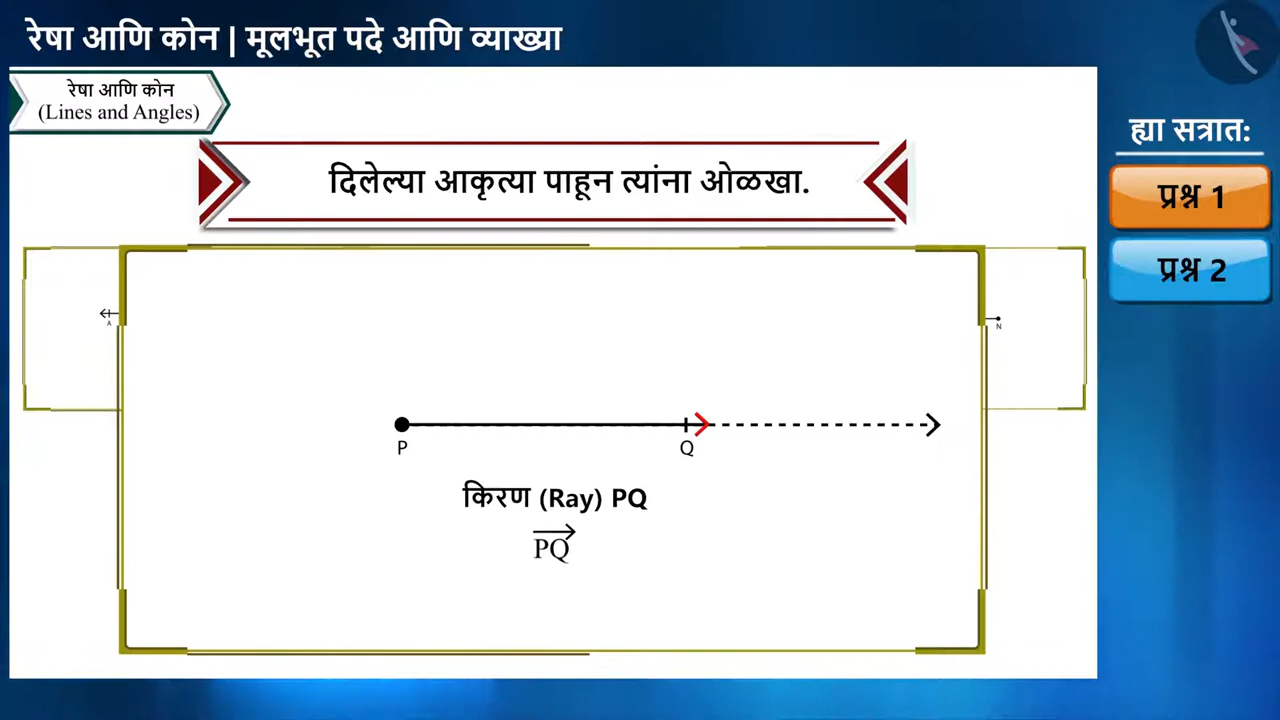 रेषा आणि कोन | मूलभूत पदे आणि व्याख्या
रेषा आणि कोन
(Lines and Angles)
ह्या सत्रात:
प्रश्न 1
प्रश्न 2
दिलेल्या आकृत्या पाहून त्यांना ओळखा.
A
N
P
Q
किरण (Ray) PQ
PQ